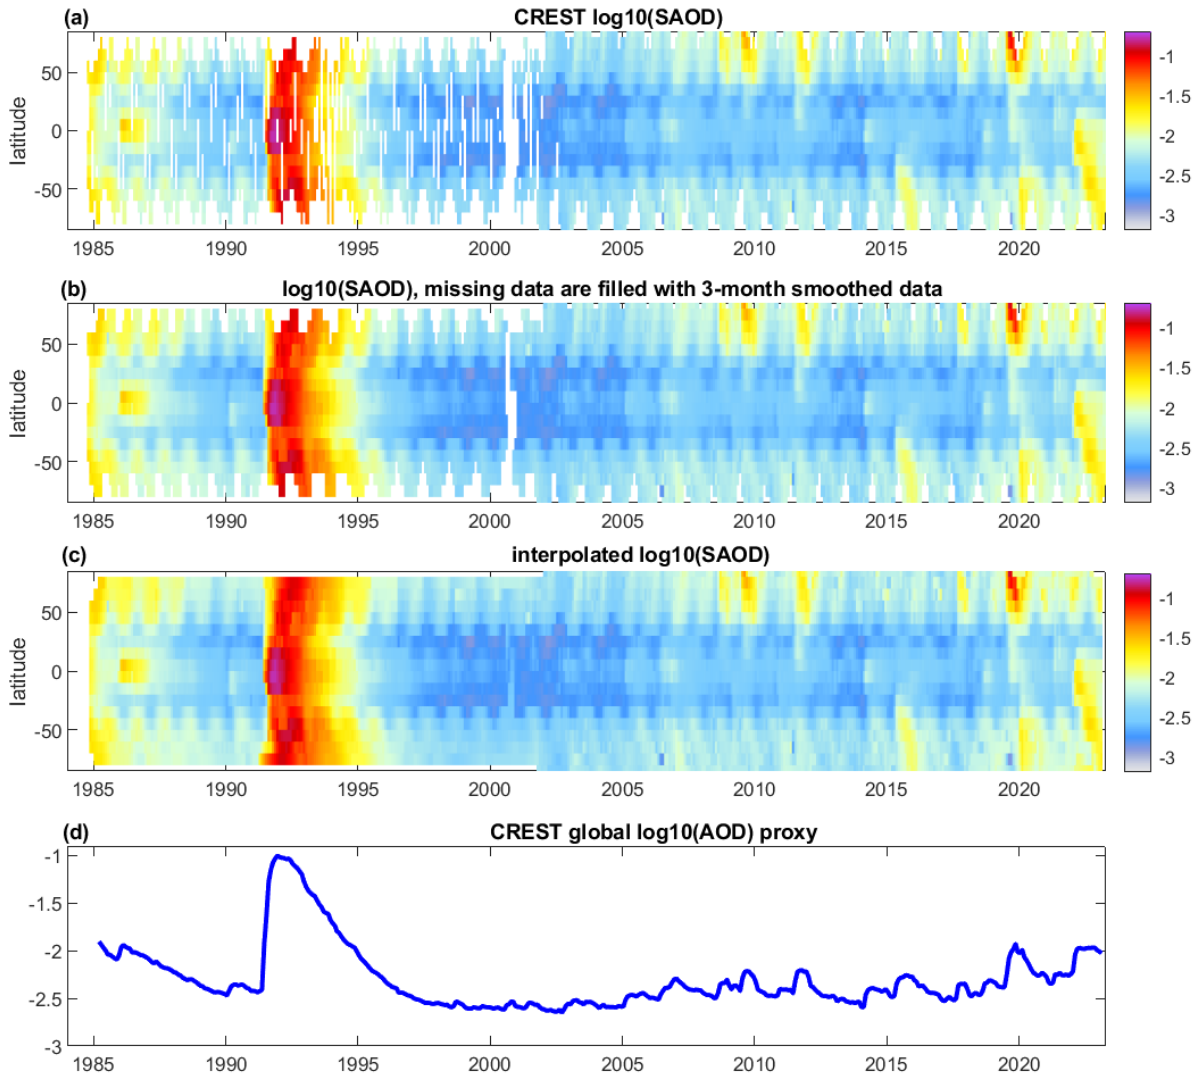 (a) CREST log10(SAOD)
latitude
50
0
-50
1985 1990 1995 2000 2005 2010 2015 2020
-1
-1.5
-2
-2.5
-3
(b) log10(SAOD), missing data are filled with 3-month smoothed data
latitude
50
0
-50
1985 1990 1995 2000 2005 2010 2015 2020
-1
-1.5
-2
-2.5
-3
(c) interpolated log10(SAOD)
latitude
50
0
-50
1985 1990 1995 2000 2005 2010 2015 2020
-1
-1.5
-2
-2.5
-3
(d) CREST global log10(AOD) proxy
-1
-1.5
-2
-2.5
-3
1985 1990 1995 2000 2005 2010 2015 2020